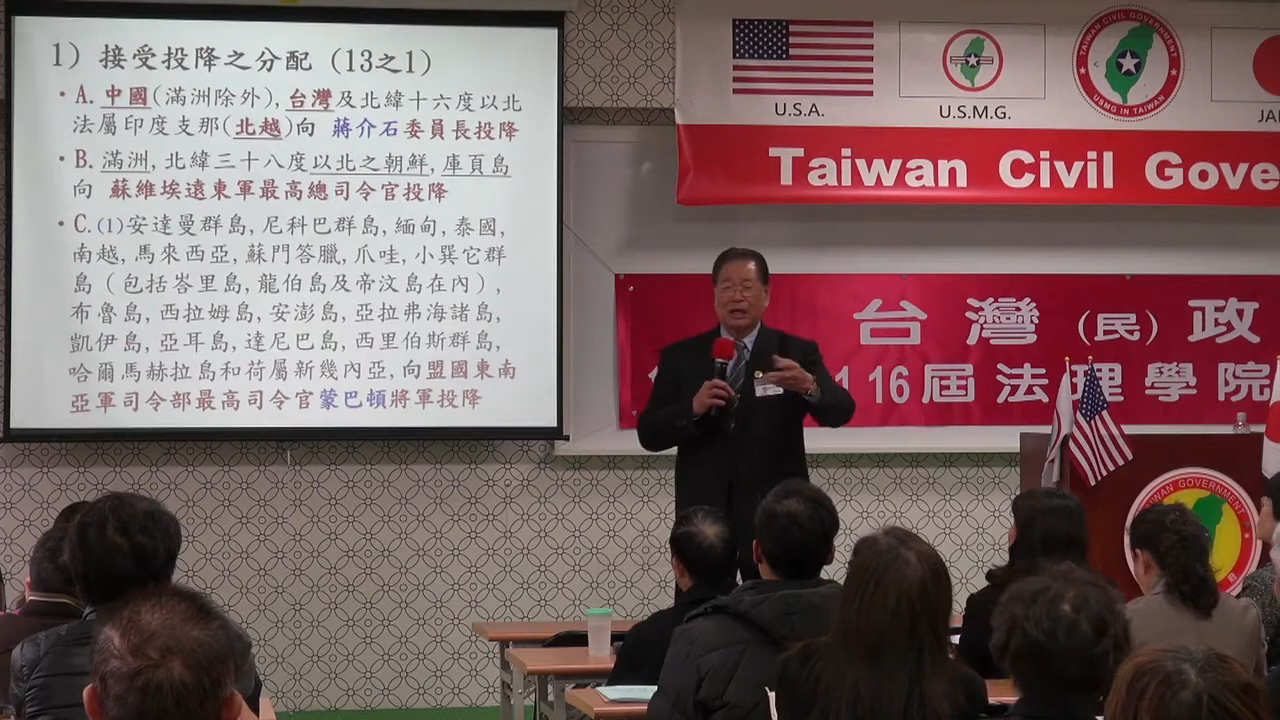 1) 接受投降之分配 (13之1)
• A. 中國(滿洲除外), 台灣及北緯十六度以北
法屬印度支那(北越)向 蔣介石委員長投降
• B. 滿洲, 北緯三十八度以北之朝鮮, 庫頁島
向 蘇維埃遠東軍最高總司令官投降
• C. (1)安達曼群島, 尼科巴群島, 緬甸, 泰國,
南越, 馬來西亞, 蘇門答臘, 爪哇, 小巽它群
島 (包括峇里島, 龍伯島及帝汶島在內),
布魯島, 西拉姆島, 安澎島, 亞拉弗海諸島,
凱伊島, 亞耳島, 達尼巴島, 西里伯斯群島,
哈爾馬赫拉島和荷屬新幾內亞, 向盟國東南
亞軍司令部最高司令官蒙巴頓將軍投降
U.S.A.
U.S.M.G.
TAIWAN CIVIL GOVERNMENT
USMG IN TAIWAN
JA
Taiwan Civil Gove
台灣(民)政
16屆法理學院
TAIWAN GOVERNMENT